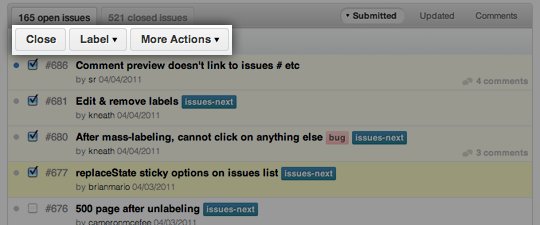 165 open issues 521 closed issues Submitted Updated Comments
Close Label ▾ More Actions ▾
#686 Comment preview doesn't link to issues # etc
by sr 04/04/2011 4 comments
#681 Edit & remove labels issues-next
by kneath 04/04/2011
#680 After mass-labeling, cannot click on anything else bug issues-next
by kneath 04/04/2011 3 comments
#677 replaceState sticky options on issues list issues-next
by brianmario 04/03/2011
#676 500 page after unlabeling issues-next
by cameronmcefee 04/03/2011